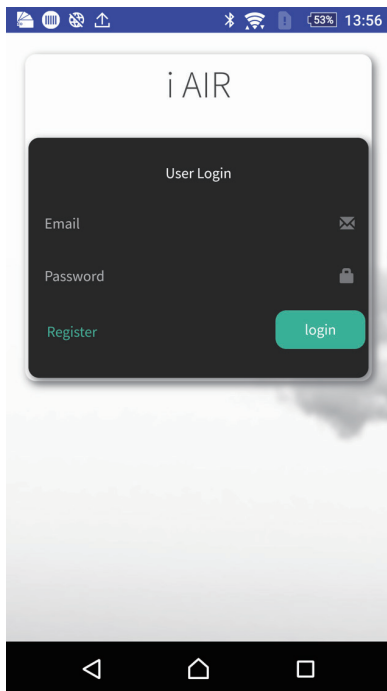 53% 13:56
i AIR
User Login
Email
Password
Register login